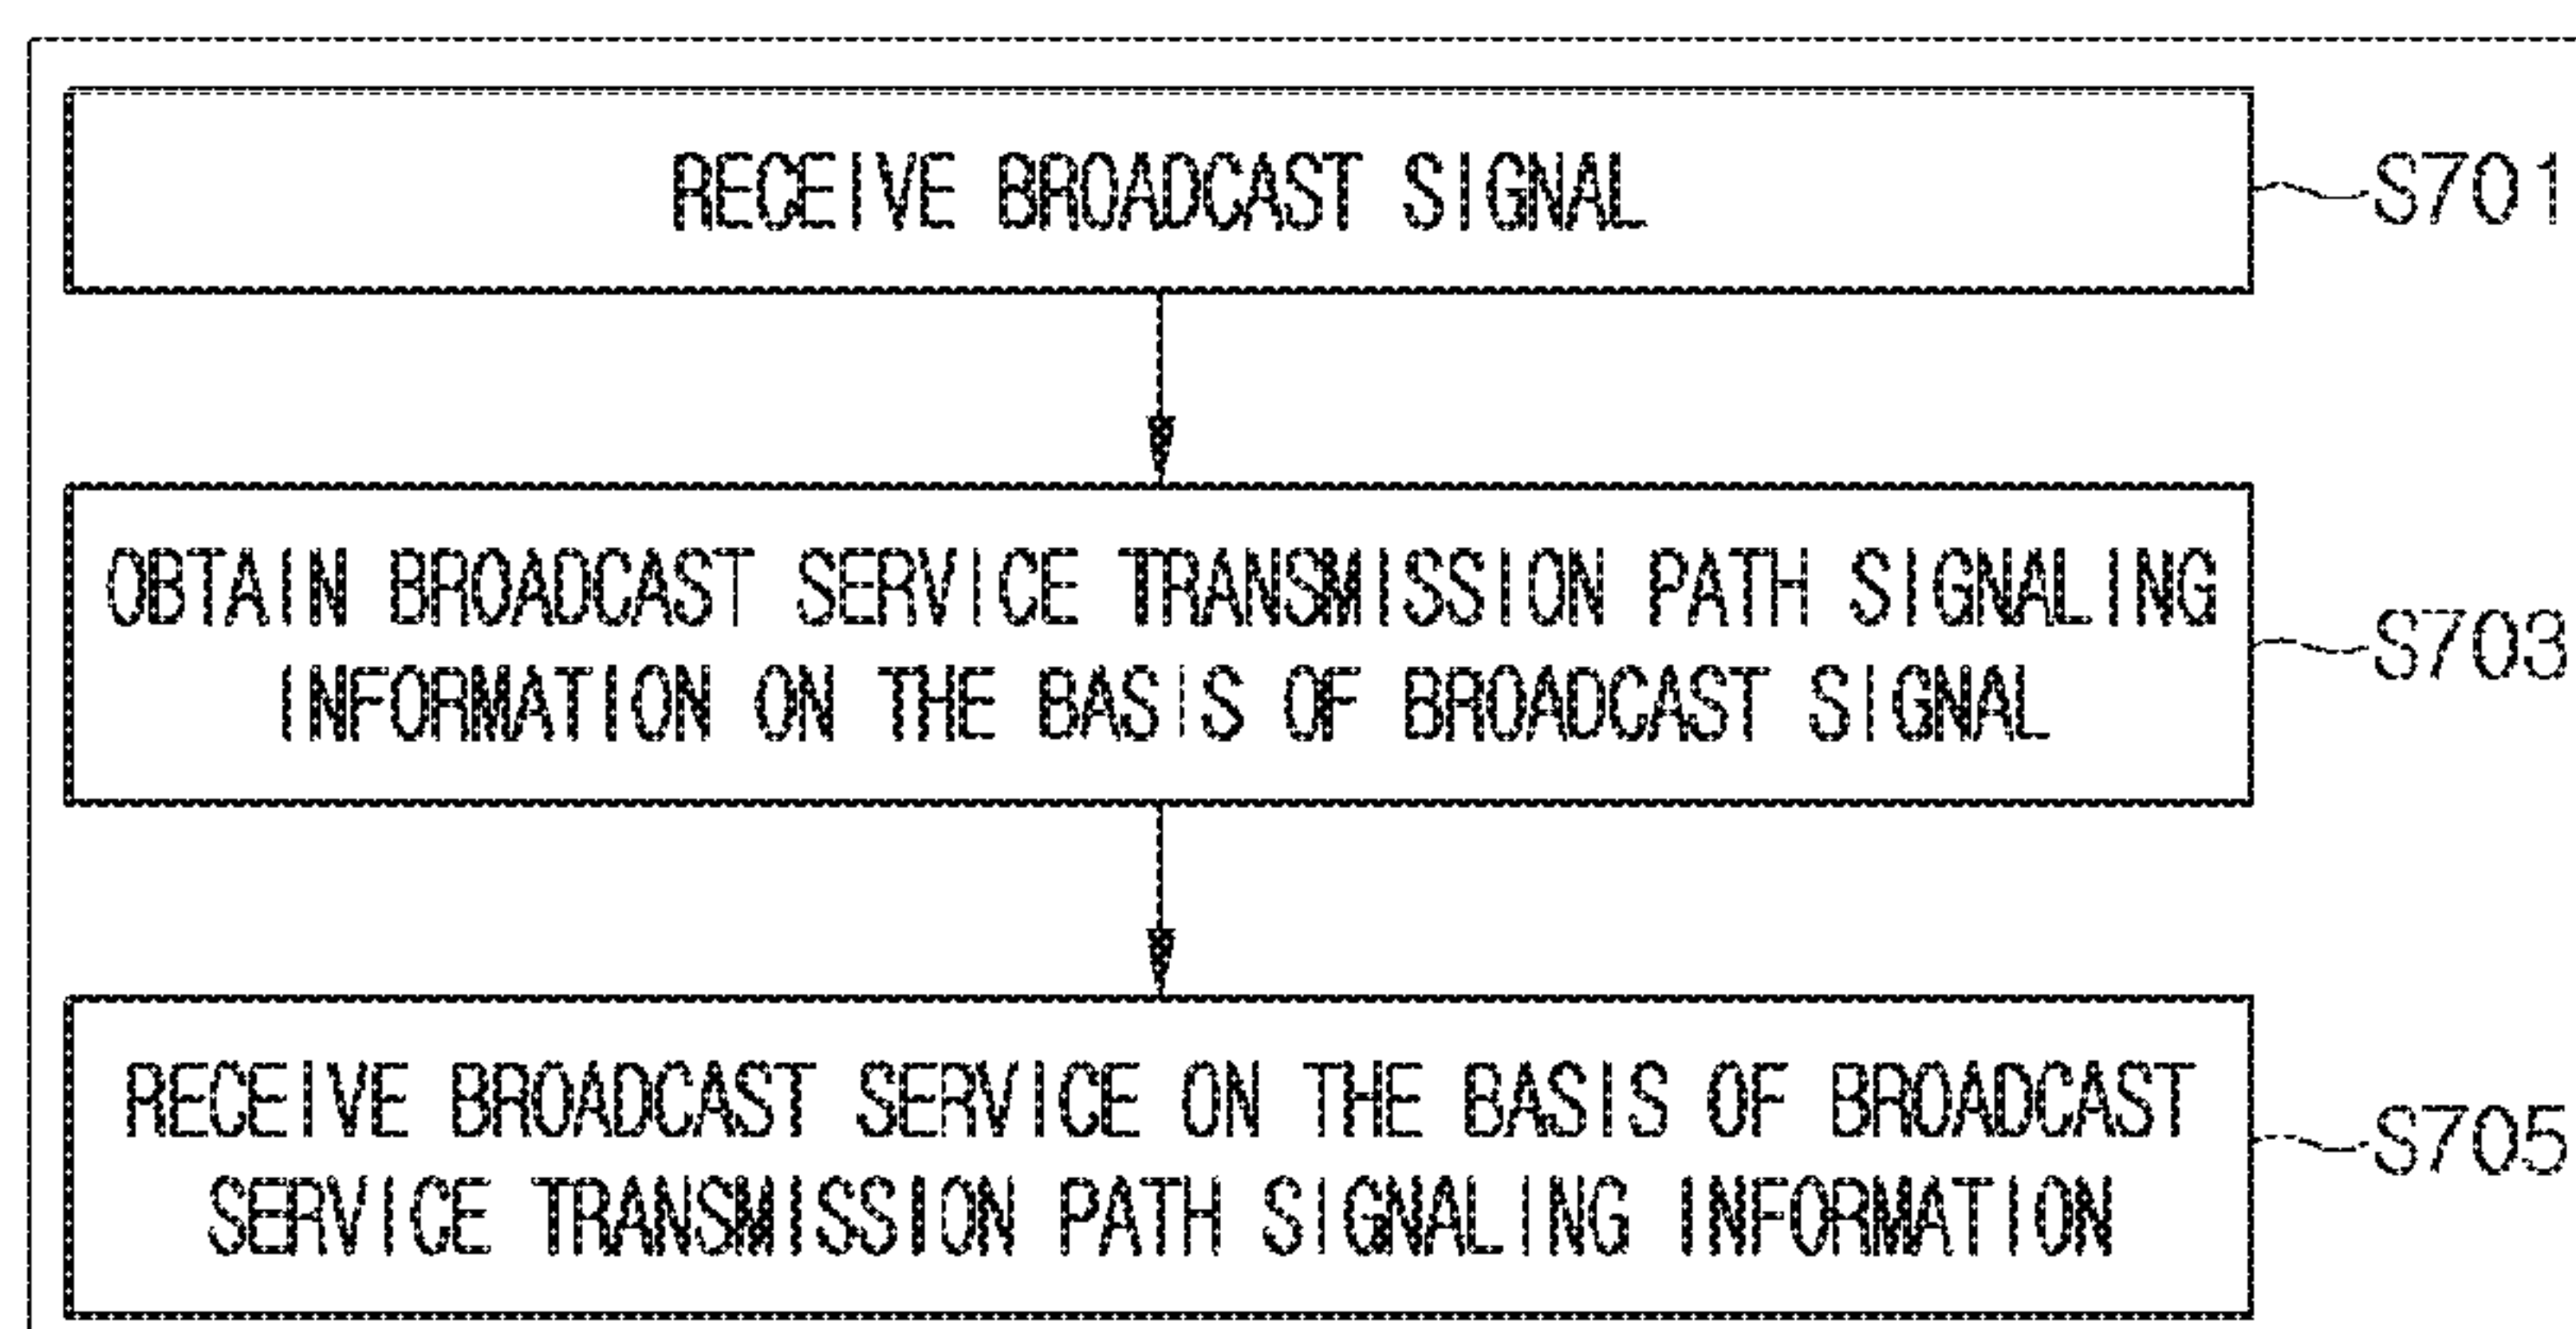 RECEIVE BROADCAST SIGNAL
S701
OBTAIN BROADCAST SERVICE TRANSMISSION PATH SIGNALING
INFORMATION ON THE BASIS OF BROADCAST SIGNAL
S703
RECEIVE BROADCAST SERVICE ON THE BASIS OF BROADCAST
SERVICE TRANSMISSION PATH SIGNALING INFORMATION
S705